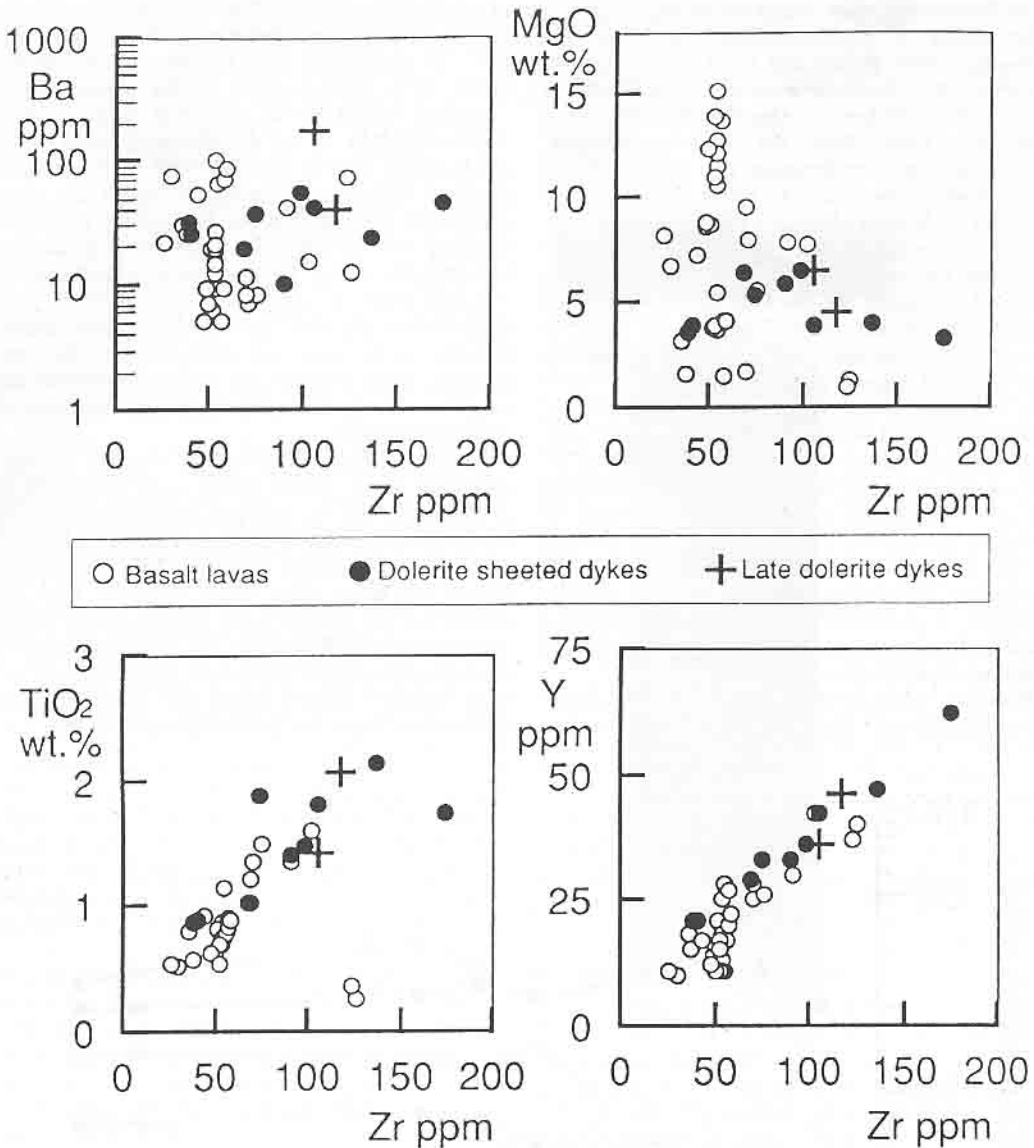 1000
Ba
ppm
100
10
1
0 50 100 150 200
Zr ppm
MgO
wt.%
15
10
5
0
0 50 100 150 200
Zr ppm
Basalt lavas
Dolerite sheeted dykes
Late dolerite dykes
3
TiO2
wt.%
2
1
0
0 50 100 150 200
Zr ppm
75
Y
ppm
50
25
0
0 50 100 150 200
Zr ppm